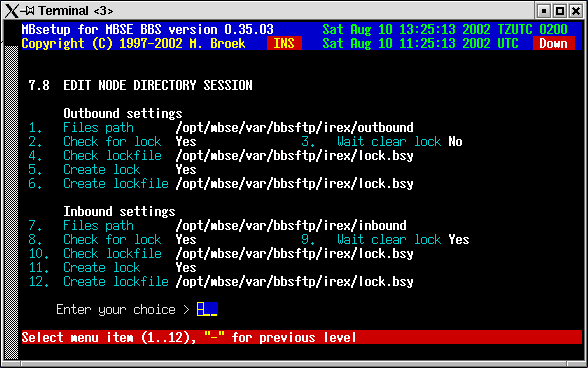 Terminal <3>
MBsetup for MBSE BBS version 0.35.03 Sat Aug 10 13:25:13 2002 TZUTC 0200
Copyright (C) 1997-2002 M. Broek INS Sat Aug 10 11:25:13 2002 UTC Down
7.8 EDIT NODE DIRECTORY SESSION
Outbound settings
1. Files path /opt/mbse/var/bbsftp/irex/outbound
2. Check for lock Yes 3. Wait clear lock No
4. Check lockfile /opt/mbse/var/bbsftp/irex/lock.bsy
5. Create lock Yes
6. Create lockfile /opt/mbse/var/bbsftp/irex/lock.bsy
Inbound settings
7. Files path /opt/mbse/var/bbsftp/irex/inbound
8. Check for lock Yes 9. Wait clear lock Yes
10. Check lockfile /opt/mbse/var/bbsftp/irex/lock.bsy
11. Create lock Yes
12. Create lockfile /opt/mbse/var/bbsftp/irex/lock.bsy
Enter your choice > -__
Select menu item (1..12), "-" for previous level